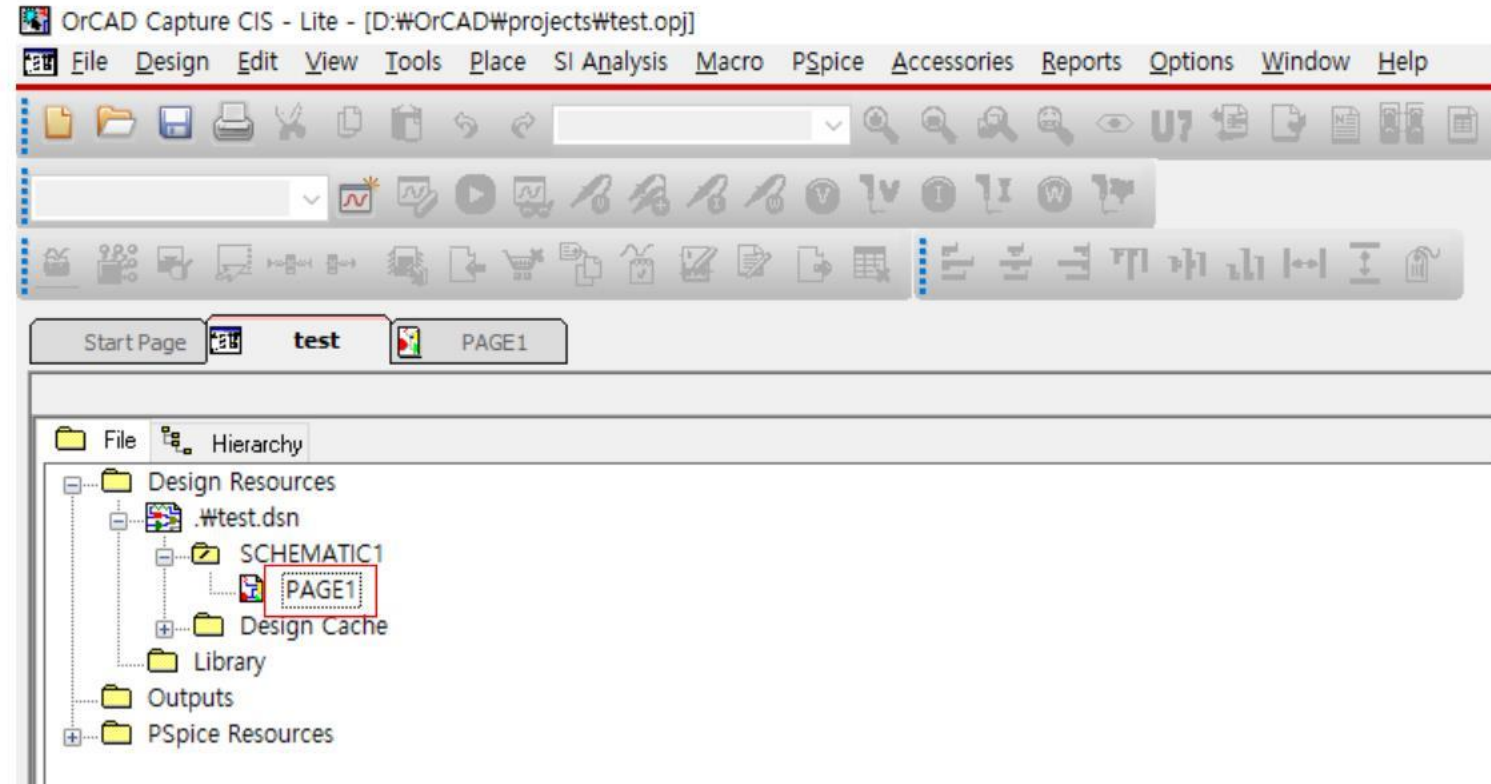 OrCAD Capture CIS - Lite - [D:₩OrCAD₩projects₩test.opj]
File Design Edit View Tools Place SI Analysis Macro PSpice Accessories Reports Options Window Help
U?
V V I I W
Start Page test PAGE1
File Hierarchy
Design Resources
.₩test.dsn
SCHEMATIC1
PAGE1
Design Cache
Library
Outputs
PSpice Resources